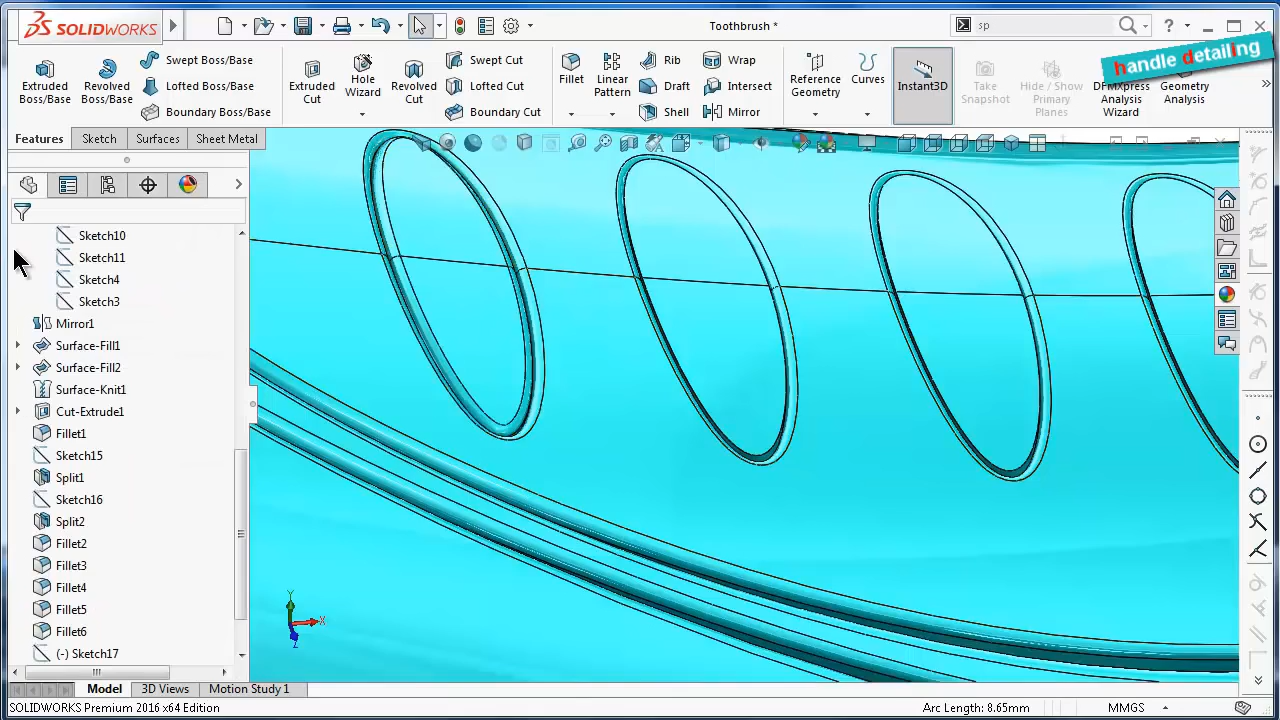 SOLIDWORKS
Toothbrush *
sp
handle detailing
Extruded Boss/Base
Revolved Boss/Base
Swept Boss/Base
Lofted Boss/Base
Boundary Boss/Base
Extruded Cut
Hole Wizard
Revolved Cut
Swept Cut
Lofted Cut
Boundary Cut
Fillet
Linear Pattern
Rib
Draft
Shell
Wrap
Intersect
Mirror
Reference Geometry
Curves
Instant3D
Take Snapshot
Hide / Show Primary Planes
DFMXpress Analysis Wizard
Geometry Analysis
Features
Sketch
Surfaces
Sheet Metal
Sketch10
Sketch11
Sketch4
Sketch3
Mirror1
Surface-Fill1
Surface-Fill2
Surface-Knit1
Cut-Extrude1
Fillet1
Sketch15
Split1
Sketch16
Split2
Fillet2
Fillet3
Fillet4
Fillet5
Fillet6
(-) Sketch17
Y
X
Z
Model
3D Views
Motion Study 1
SOLIDWORKS Premium 2016 x64 Edition
Arc Length: 8.65mm
MMGS